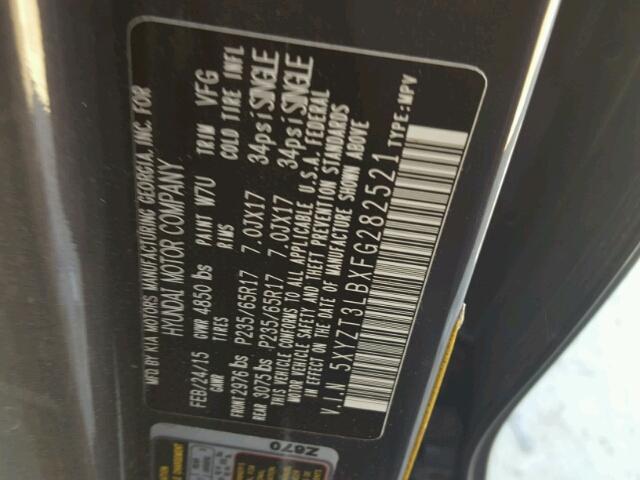 MFD BY KIA MOTORS MANUFACTURING GEORGIA, INC. FOR
HYUNDAI MOTOR COMPANY
FEB/24/15 GVWR 4850 lbs PAINT W7U TRIM VFG
GAWR TIRES RIMS COLD TIRE INFL
FRONT 2976 lbs P235/65R17 7.0JX17 34psi SINGLE
REAR 3075 lbs P235/65R17 7.0JX17 34psi SINGLE
THIS VEHICLE CONFORMS TO ALL APPLICABLE U.S.A. FEDERAL
MOTOR VEHICLE SAFETY AND THEFT PREVENTION STANDARDS
IN EFFECT ON THE DATE OF MANUFACTURE SHOWN ABOVE
V.I.N 5XYZT3LBXFG282521 TYPE:MPV
Z670